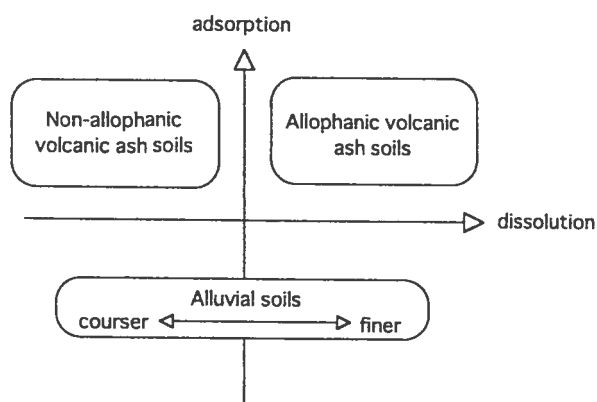 adsorption
Non-allophanic
volcanic ash soils
Allophanic volcanic
ash soils
dissolution
Alluvial soils
courser
finer